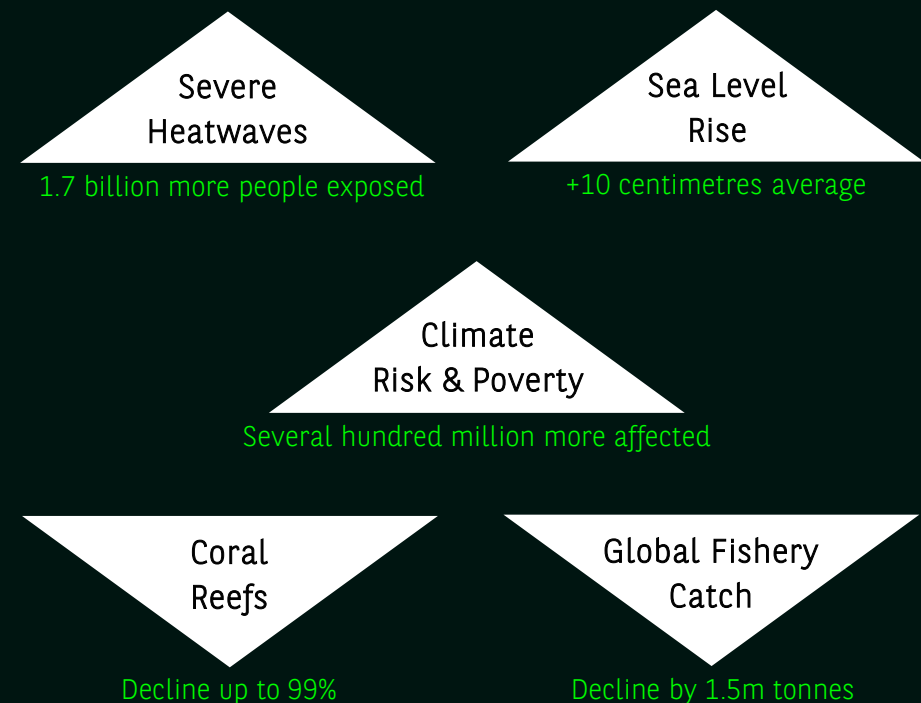 Severe
Heatwaves
1.7 billion more people exposed
Sea Level
Rise
+10 centimetres average
Climate
Risk & Poverty
Several hundred million more affected
Coral
Reefs
Decline up to 99%
Global Fishery
Catch
Decline by 1.5m tonnes